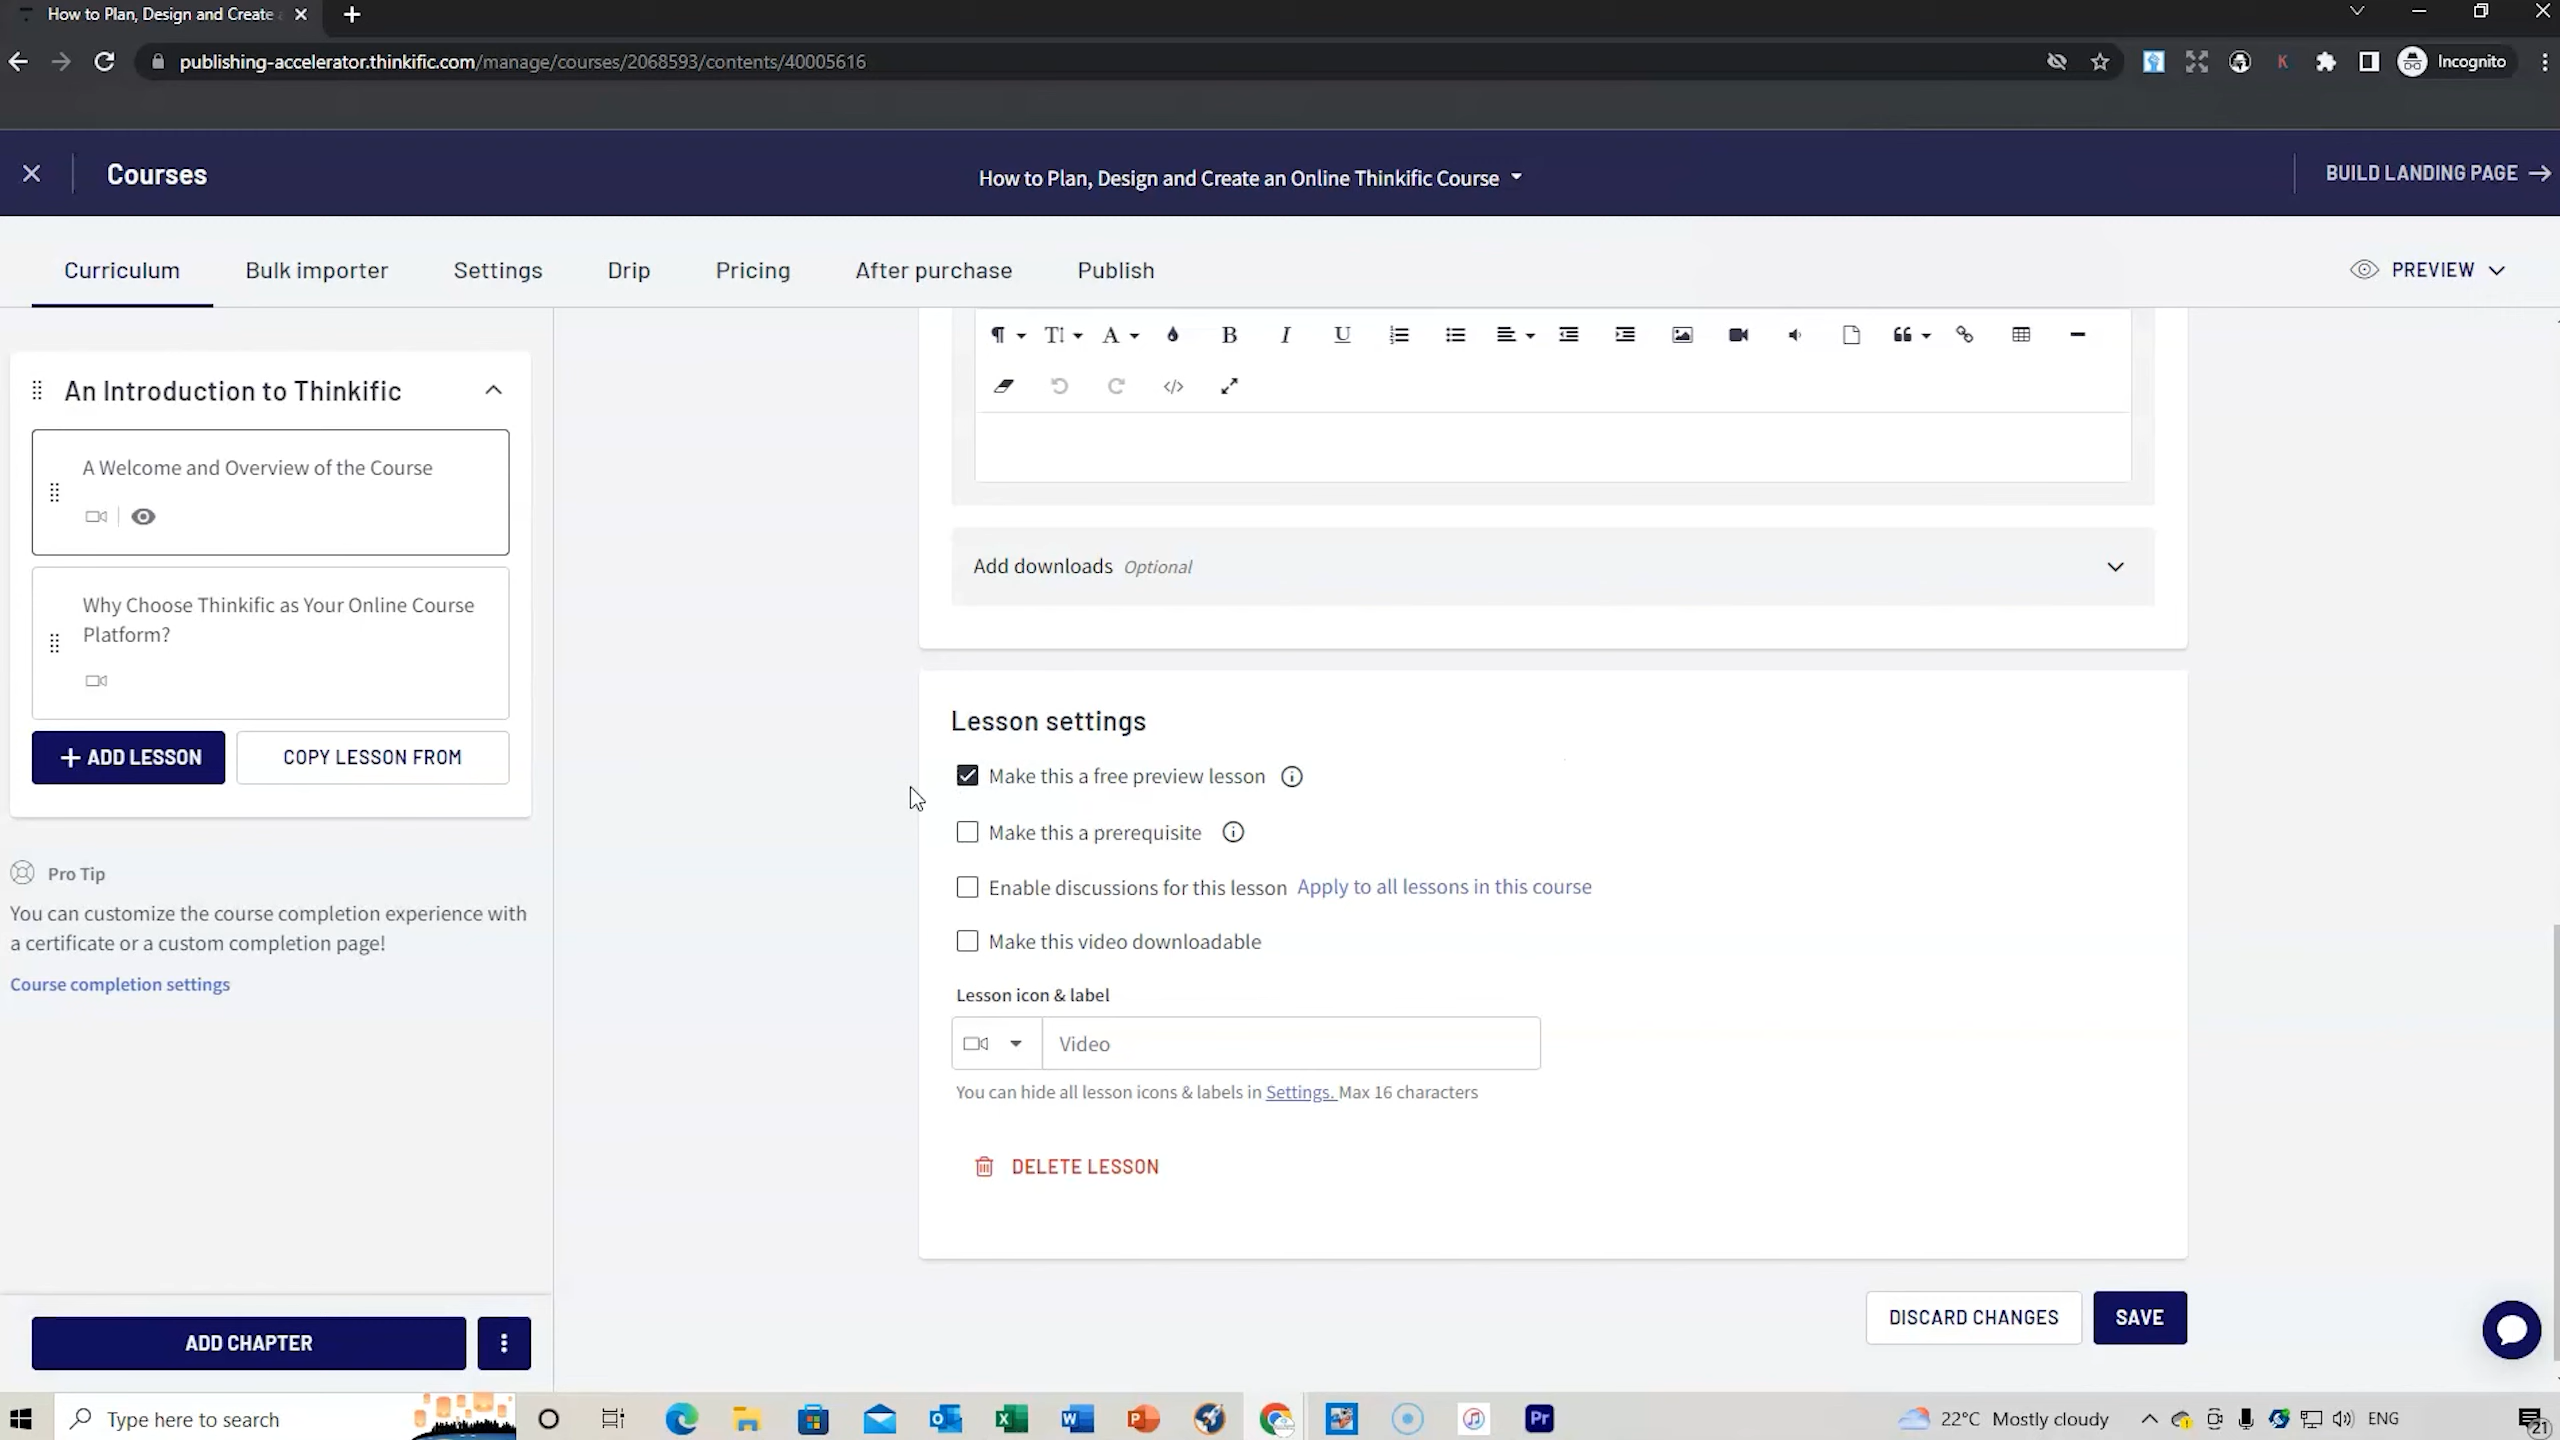 How to Plan, Design and Create
publishing-accelerator.thinkific.com/manage/courses/2068593/contents/40005616
Incognito
Courses
How to Plan, Design and Create an Online Thinkific Course
BUILD LANDING PAGE
Curriculum
Bulk importer
Settings
Drip
Pricing
After purchase
Publish
PREVIEW
An Introduction to Thinkific
A Welcome and Overview of the Course
Why Choose Thinkific as Your Online Course
Platform?
ADD LESSON
COPY LESSON FROM
Pro Tip
You can customize the course completion experience with
a certificate or a custom completion page!
Course completion settings
ADD CHAPTER
Add downloads Optional
Lesson settings
Make this a free preview lesson
Make this a prerequisite
Enable discussions for this lesson Apply to all lessons in this course
Make this video downloadable
Lesson icon & label
Video
You can hide all lesson icons & labels in Settings. Max 16 characters
DELETE LESSON
DISCARD CHANGES
SAVE
Type here to search
22°C Mostly cloudy
ENG
21